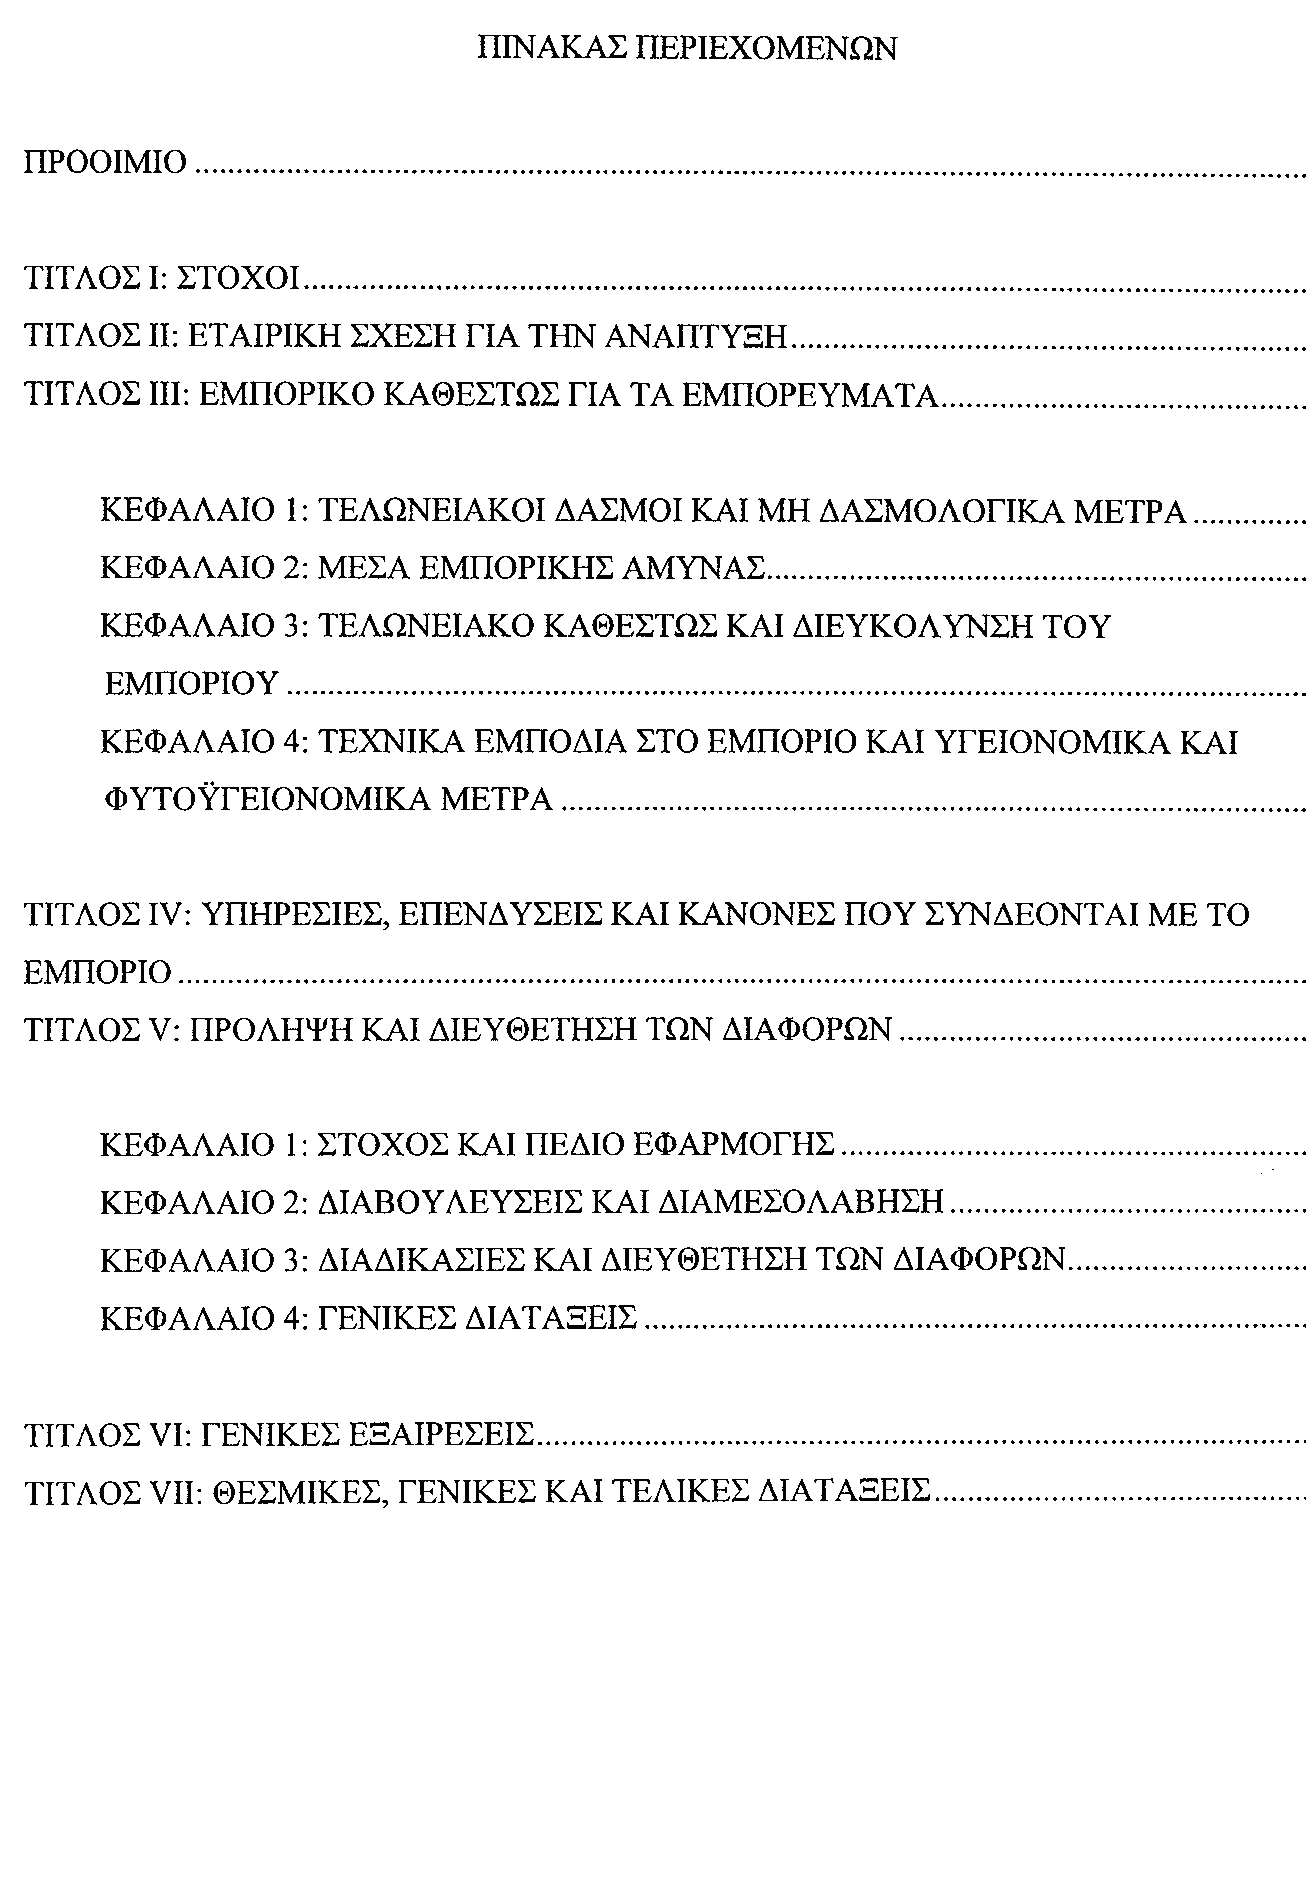 ΠΙΝΑΚΑΣ ΠΕΡΙΕΧΟΜΕΝΩΝ
ΠΡΟΟΙΜΙΟ ........................................................
ΤΙΤΛΟΣ I: ΣΤΟΧΟΙ........................................................
ΤΙΤΛΟΣ II: ΕΤΑΙΡΙΚΗ ΣΧΕΣΗ ΓΙΑ ΤΗΝ ΑΝΑΠΤΥΞΗ........................................
ΤΙΤΛΟΣ III: ΕΜΠΟΡΙΚΟ ΚΑΘΕΣΤΩΣ ΓΙΑ ΤΑ ΕΜΠΟΡΕΥΜΑΤΑ..............................
ΚΕΦΑΛΑΙΟ 1: ΤΕΛΩΝΕΙΑΚΟΙ ΔΑΣΜΟΙ ΚΑΙ ΜΗ ΔΑΣΜΟΛΟΓΙΚΑ ΜΕΤΡΑ ..............
ΚΕΦΑΛΑΙΟ 2: ΜΕΣΑ ΕΜΠΟΡΙΚΗΣ ΑΜΥΝΑΣ........................................
ΚΕΦΑΛΑΙΟ 3: ΤΕΛΩΝΕΙΑΚΟ ΚΑΘΕΣΤΩΣ ΚΑΙ ΔΙΕΥΚΟΛΥΝΣΗ ΤΟΥ
ΕΜΠΟΡΙΟΥ ........................................................
ΚΕΦΑΛΑΙΟ 4: ΤΕΧΝΙΚΑ ΕΜΠΟΔΙΑ ΣΤΟ ΕΜΠΟΡΙΟ ΚΑΙ ΥΓΕΙΟΝΟΜΙΚΑ ΚΑΙ
ΦΥΤΟΫΓΕΙΟΝΟΜΙΚΑ ΜΕΤΡΑ ........................................
ΤΙΤΛΟΣ IV: ΥΠΗΡΕΣΙΕΣ, ΕΠΕΝΔΥΣΕΙΣ ΚΑΙ ΚΑΝΟΝΕΣ ΠΟΥ ΣΥΝΔΕΟΝΤΑΙ ΜΕ ΤΟ
ΕΜΠΟΡΙΟ ........................................................
ΤΙΤΛΟΣ V: ΠΡΟΛΗΨΗ ΚΑΙ ΔΙΕΥΘΕΤΗΣΗ ΤΩΝ ΔΙΑΦΟΡΩΝ ..............................
ΚΕΦΑΛΑΙΟ 1: ΣΤΟΧΟΣ ΚΑΙ ΠΕΔΙΟ ΕΦΑΡΜΟΓΗΣ ..............................
ΚΕΦΑΛΑΙΟ 2: ΔΙΑΒΟΥΛΕΥΣΕΙΣ ΚΑΙ ΔΙΑΜΕΣΟΛΑΒΗΣΗ ..............................
ΚΕΦΑΛΑΙΟ 3: ΔΙΑΔΙΚΑΣΙΕΣ ΚΑΙ ΔΙΕΥΘΕΤΗΣΗ ΤΩΝ ΔΙΑΦΟΡΩΝ....................
ΚΕΦΑΛΑΙΟ 4: ΓΕΝΙΚΕΣ ΔΙΑΤΑΞΕΙΣ ........................................
ΤΙΤΛΟΣ VI: ΓΕΝΙΚΕΣ ΕΞΑΙΡΕΣΕΙΣ........................................
ΤΙΤΛΟΣ VII: ΘΕΣΜΙΚΕΣ, ΓΕΝΙΚΕΣ ΚΑΙ ΤΕΛΙΚΕΣ ΔΙΑΤΑΞΕΙΣ..............................